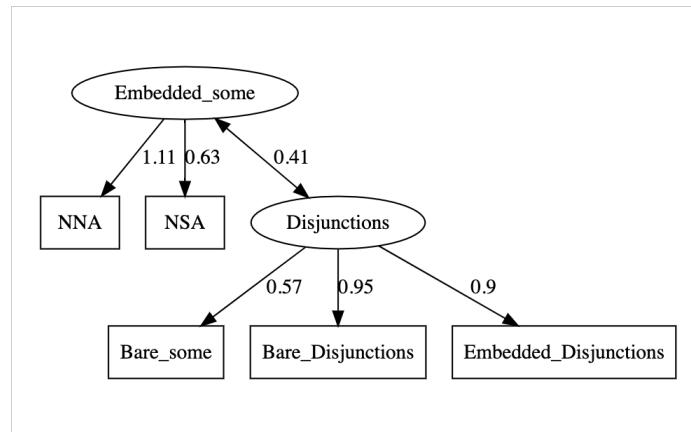 Embedded_some
1.11 0.63 0.41
NNA NSA Disjunctions
0.57 0.95 0.9
Bare_some Bare_Disjunctions Embedded_Disjunctions